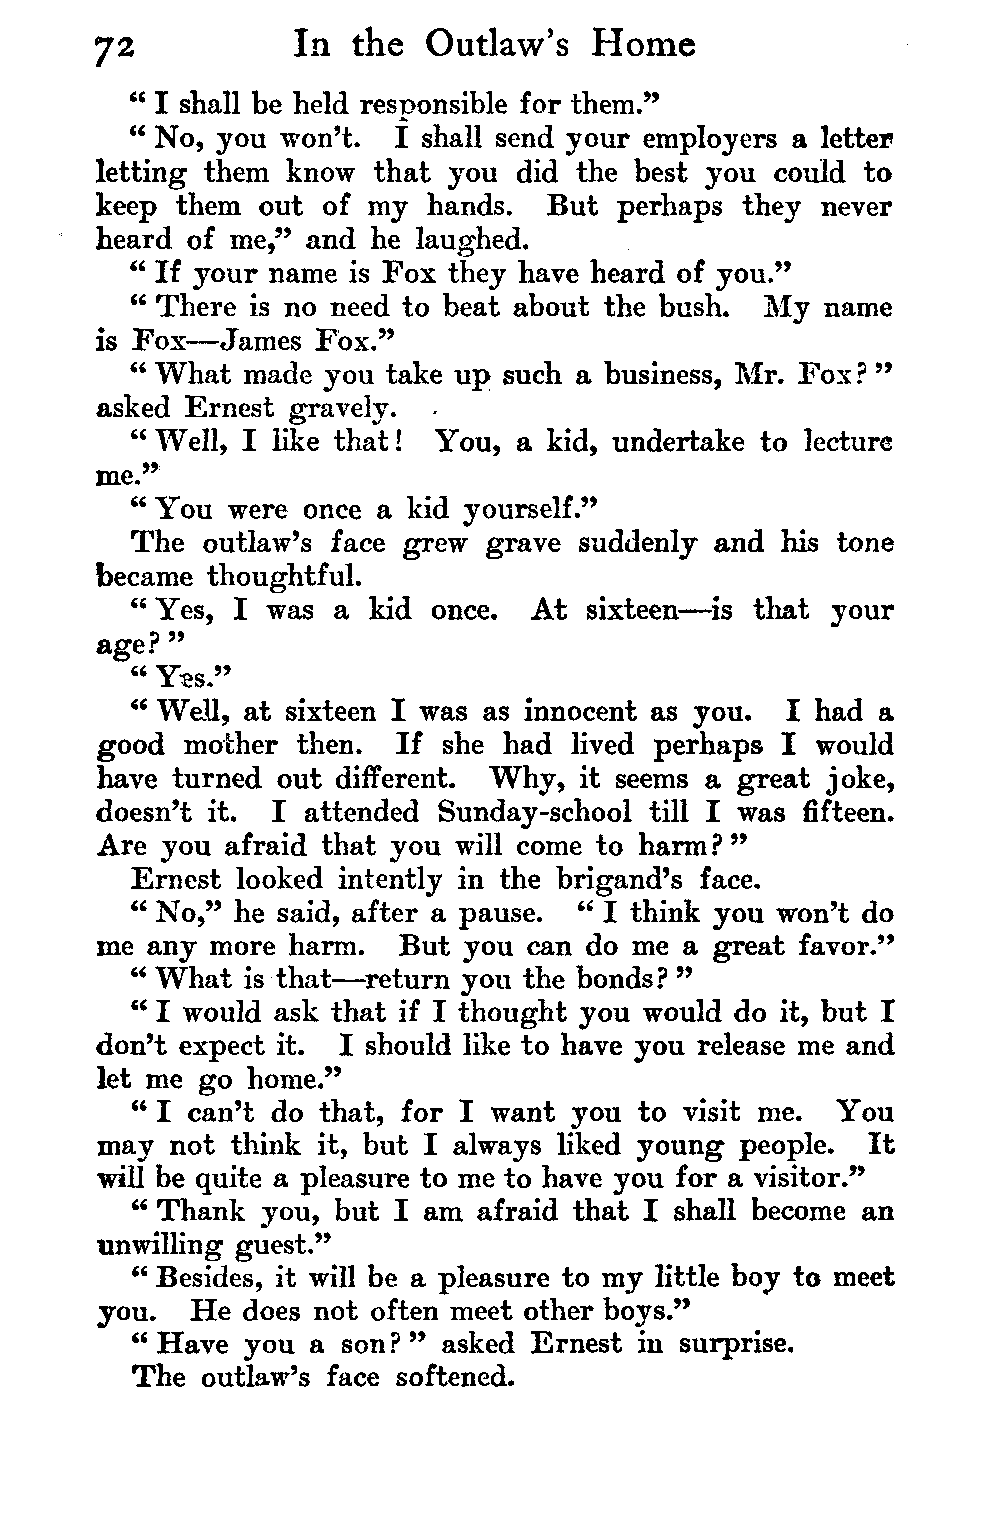 72 In the Outlaw's Home
"I shall be held responsible for them."
"No, you won't. I shall send your employers a letter
letting them know that you did the best you could to
keep them out of my hands. But perhaps they never
heard of me," and he laughed.
"If your name is Fox they have heard of you."
"There is no need to beat about the bush. My name
is Fox—James Fox."
"What made you take up such a business, Mr. Fox?"
asked Ernest gravely.
"Well, I like that! You, a kid, undertake to lecture
me."
"You were once a kid yourself."
The outlaw's face grew grave suddenly and his tone
became thoughtful.
"Yes, I was a kid once. At sixteen—is that your
age?"
"Yes."
"Well, at sixteen I was as innocent as you. I had a
good mother then. If she had lived perhaps I would
have turned out different. Why, it seems a great joke,
doesn't it. I attended Sunday-school till I was fifteen.
Are you afraid that you will come to harm?"
Ernest looked intently in the brigand's face.
"No," he said, after a pause. "I think you won't do
me any more harm. But you can do me a great favor."
"What is that—return you the bonds?"
"I would ask that if I thought you would do it, but I
don't expect it. I should like to have you release me and
let me go home."
"I can't do that, for I want you to visit me. You
may not think it, but I always liked young people. It
will be quite a pleasure to me to have you for a visitor."
"Thank you, but I am afraid that I shall become an
unwilling guest."
"Besides, it will be a pleasure to my little boy to meet
you. He does not often meet other boys."
"Have you a son?" asked Ernest in surprise.
The outlaw's face softened.